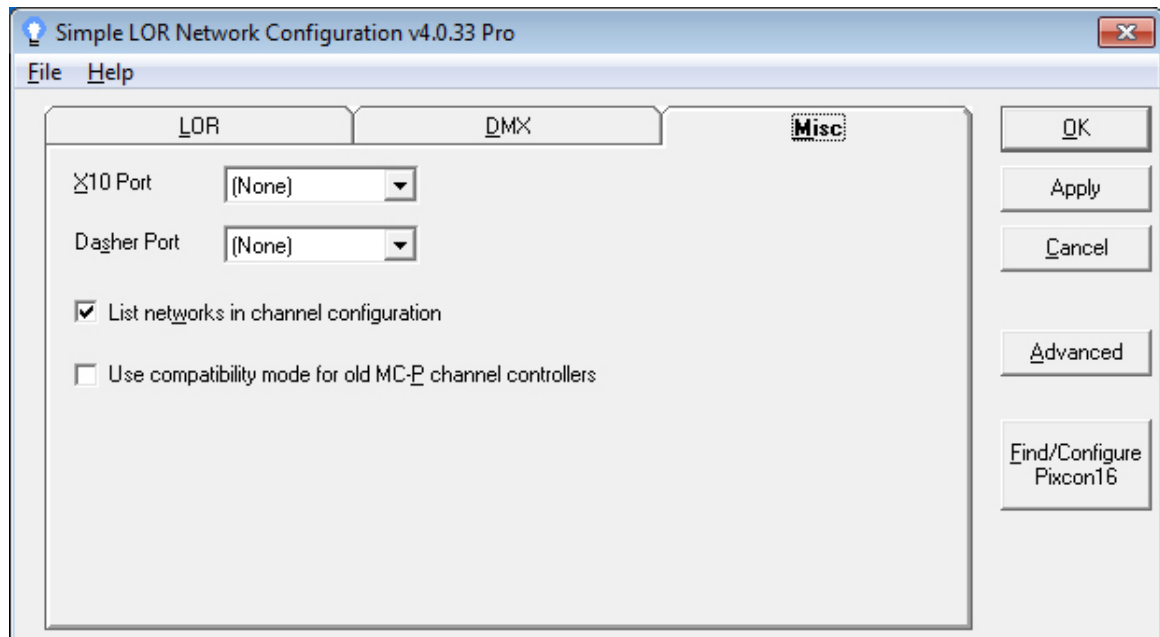 Simple LOR Network Configuration v4.0.33 Pro
File Help
LOR DMX Misc
X10 Port (None)
Dasher Port (None)
List networks in channel configuration
Use compatibility mode for old MC-P channel controllers
OK
Apply
Cancel
Advanced
Find/Configure
Pixcon16